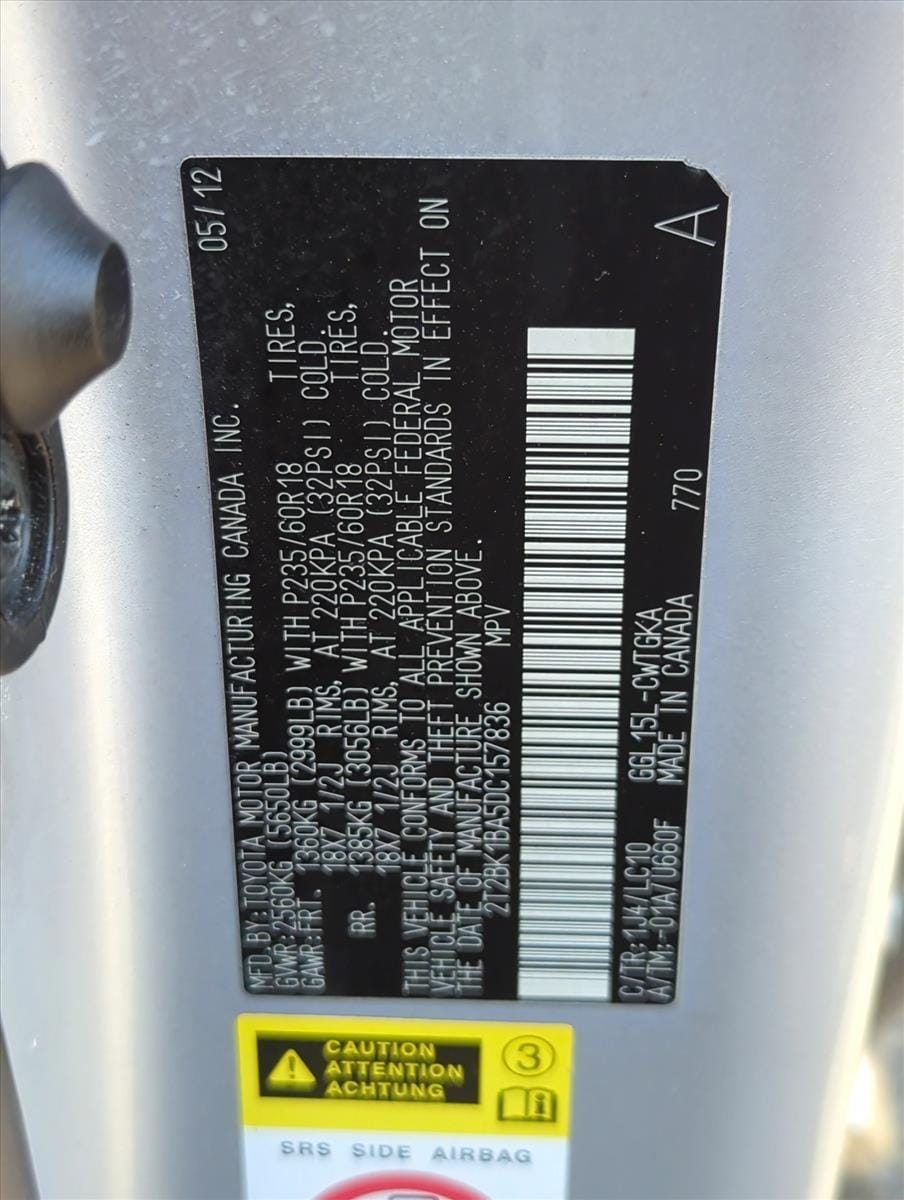 MFD. BY: TOYOTA MOTOR MANUFACTURING CANADA INC. 05/12
GVWR: 2560KG (5650LB)
GAWR: FRT. 1360KG (2999LB) WITH P235/60R18 TIRES,
18X7 1/2J RIMS, AT 220KPA (32PSI) COLD.
RR. 1385KG (3056LB) WITH P235/60R18 TIRES,
18X7 1/2J RIMS, AT 220KPA (32PSI) COLD.
THIS VEHICLE CONFORMS TO ALL APPLICABLE FEDERAL MOTOR
VEHICLE SAFETY AND THEFT PREVENTION STANDARDS IN EFFECT ON
THE DATE OF MANUFACTURE SHOWN ABOVE.
2T2BK1BA5DC157836 MPV
C/TR: 1J4/LC10 GGL15L-CWTGKA
A/TM: -01A/U660F MADE IN CANADA 770
A
CAUTION
ATTENTION
ACHTUNG
3
SRS SIDE AIRBAG